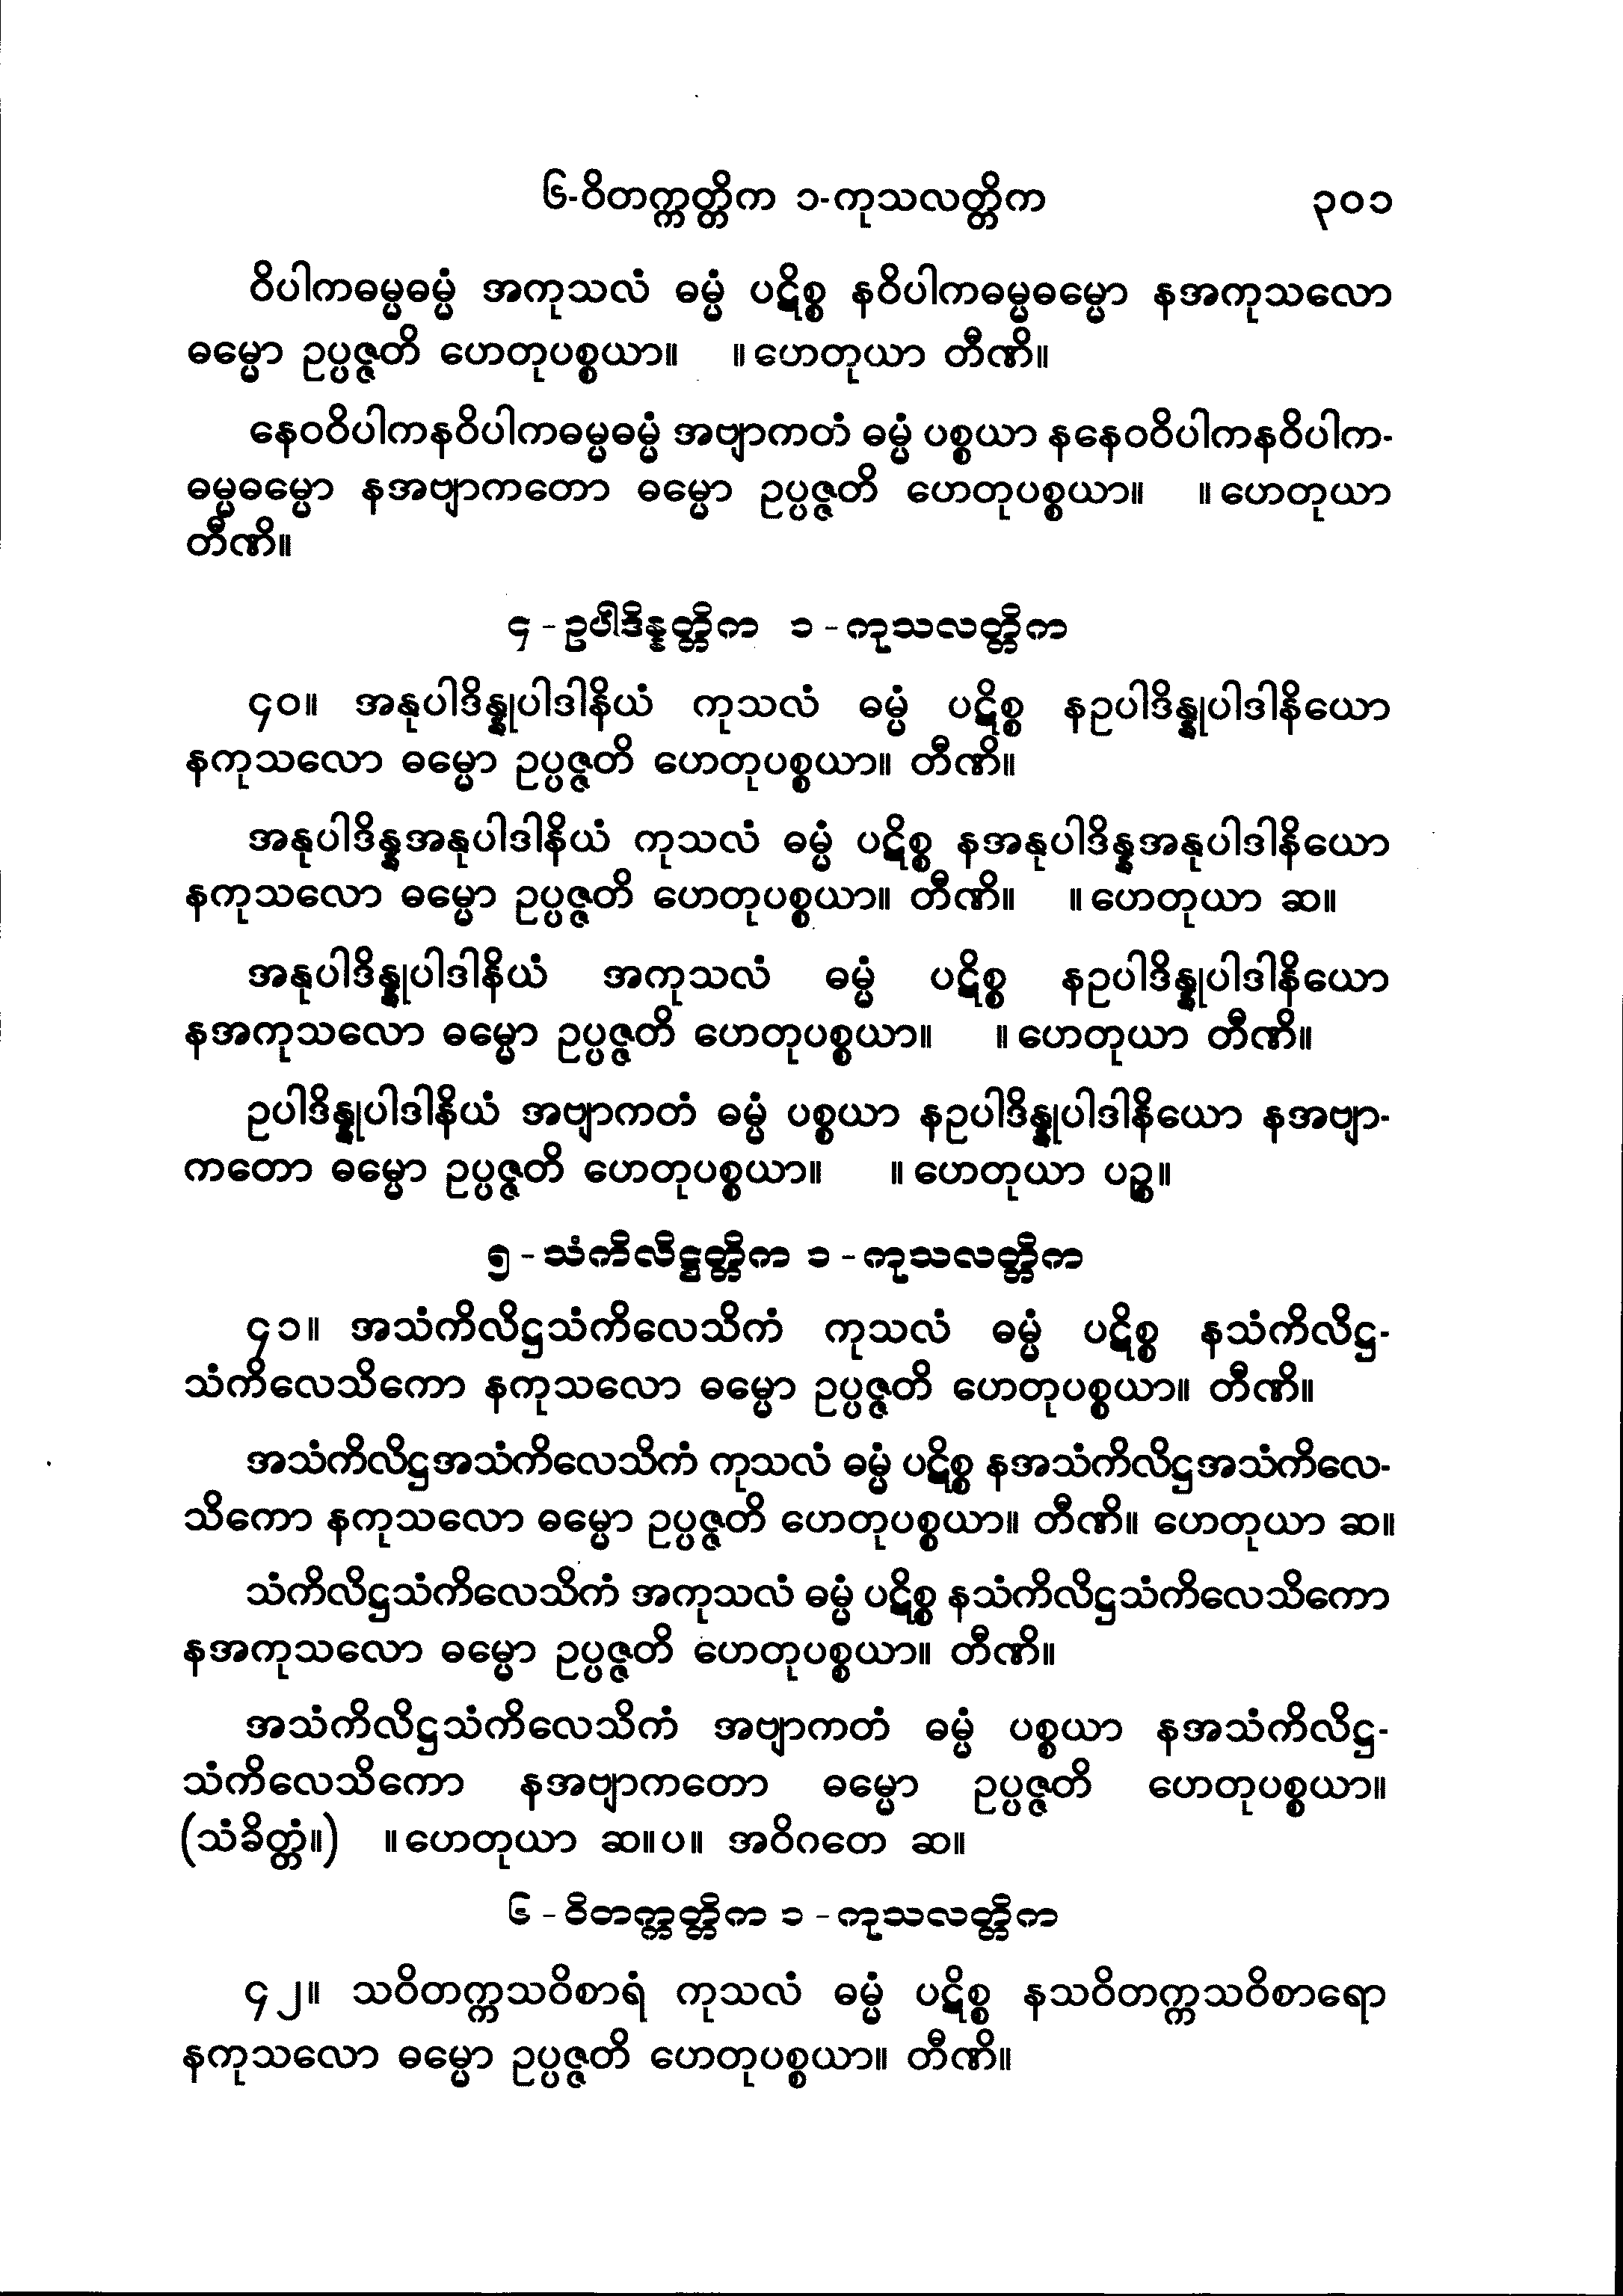 ၆-ဝိတက္ကတ္တိက ၁-ကုသလတ္တိက ၃၀၁
ဝိပါကဓမ္မဓမ္မံ အကုသလံ ဓမ္မံ ပဋိစ္စ နဝိပါကဓမ္မဓမ္မော နအကုသလော
ဓမ္မော ဥပ္ပဇ္ဇတိ ဟေတုပစ္စယာ။ ။ ဟေတုယာ တီဏိ။
နေဝဝိပါကနဝိပါကဓမ္မဓမ္မံ အဗျာကတံ ဓမ္မံ ပစ္စယာ နနေဝဝိပါကနဝိပါက-
ဓမ္မဓမ္မော နအဗျာကတော ဓမ္မော ဥပ္ပဇ္ဇတိ ဟေတုပစ္စယာ။ ။ ဟေတုယာ
တီဏိ။
၄ - ဥပါဒိန္နတ္တိက ၁ - ကုသလတ္တိက
၄၀။ အနုပါဒိန္နုပါဒါနိယံ ကုသလံ ဓမ္မံ ပဋိစ္စ နဥပါဒိန္နုပါဒါနိယော
နကုသလော ဓမ္မော ဥပ္ပဇ္ဇတိ ဟေတုပစ္စယာ။ တီဏိ။
အနုပါဒိန္နအနုပါဒါနိယံ ကုသလံ ဓမ္မံ ပဋိစ္စ နအနုပါဒိန္နအနုပါဒါနိယော
နကုသလော ဓမ္မော ဥပ္ပဇ္ဇတိ ဟေတုပစ္စယာ။ တီဏိ။ ။ ဟေတုယာ ဆ။
အနုပါဒိန္နုပါဒါနိယံ အကုသလံ ဓမ္မံ ပဋိစ္စ နဥပါဒိန္နုပါဒါနိယော
နအကုသလော ဓမ္မော ဥပ္ပဇ္ဇတိ ဟေတုပစ္စယာ။ ။ ဟေတုယာ တီဏိ။
ဥပါဒိန္နုပါဒါနိယံ အဗျာကတံ ဓမ္မံ ပစ္စယာ နဥပါဒိန္နုပါဒါနိယော နအဗျာ-
ကတော ဓမ္မော ဥပ္ပဇ္ဇတိ ဟေတုပစ္စယာ။ ။ ဟေတုယာ ပဉ္စ။
၅ - သံကိလိဋ္ဌတ္တိက ၁ - ကုသလတ္တိက
၄၁။ အသံကိလိဋ္ဌသံကိလေသိကံ ကုသလံ ဓမ္မံ ပဋိစ္စ နသံကိလိဋ္ဌ-
သံကိလေသိကော နကုသလော ဓမ္မော ဥပ္ပဇ္ဇတိ ဟေတုပစ္စယာ။ တီဏိ။
အသံကိလိဋ္ဌအသံကိလေသိကံ ကုသလံ ဓမ္မံ ပဋိစ္စ နအသံကိလိဋ္ဌအသံကိလေ-
သိကော နကုသလော ဓမ္မော ဥပ္ပဇ္ဇတိ ဟေတုပစ္စယာ။ တီဏိ။ ဟေတုယာ ဆ။
သံကိလိဋ္ဌသံကိလေသိကံ အကုသလံ ဓမ္မံ ပဋိစ္စ နသံကိလိဋ္ဌသံကိလေသိကော
နအကုသလော ဓမ္မော ဥပ္ပဇ္ဇတိ ဟေတုပစ္စယာ။ တီဏိ။
အသံကိလိဋ္ဌသံကိလေသိကံ အဗျာကတံ ဓမ္မံ ပစ္စယာ နအသံကိလိဋ္ဌ-
သံကိလေသိကော နအဗျာကတော ဓမ္မော ဥပ္ပဇ္ဇတိ ဟေတုပစ္စယာ။
(သံခိတ္တံ။) ။ ဟေတုယာ ဆ။ပ။ အဝိဂတေ ဆ။
၆ - ဝိတက္ကတ္တိက ၁ - ကုသလတ္တိက
၄၂။ သဝိတက္ကသဝိစာရံ ကုသလံ ဓမ္မံ ပဋိစ္စ နသဝိတက္ကသဝိစာရော
နကုသလော ဓမ္မော ဥပ္ပဇ္ဇတိ ဟေတုပစ္စယာ။ တီဏိ။